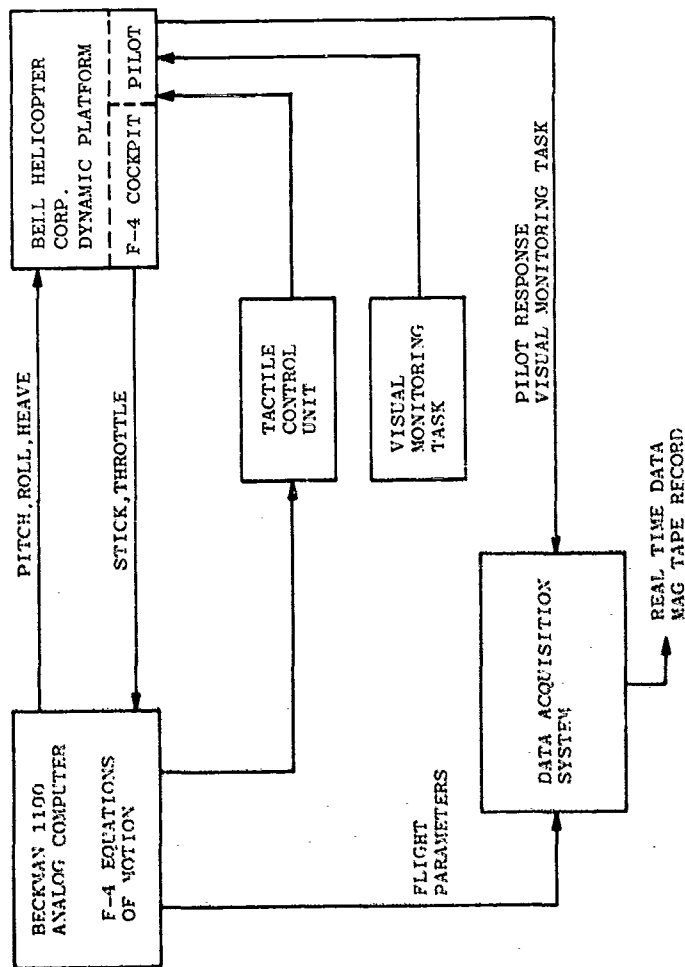 BECKMAN 1100
ANALOG COMPUTER
F-4 EQUATIONS
OF MOTION
PITCH,ROLL,HEAVE
STICK,THROTTLE
BELL HELICOPTER
CORP.
DYNAMIC PLATFORM
F-4 COCKPIT
PILOT
TACTILE
CONTROL
UNIT
VISUAL
MONITORING
TASK
FLIGHT
PARAMETERS
DATA ACQUISITION
SYSTEM
PILOT RESPONSE
VISUAL MONITORING TASK
REAL TIME DATA
MAG TAPE RECORD